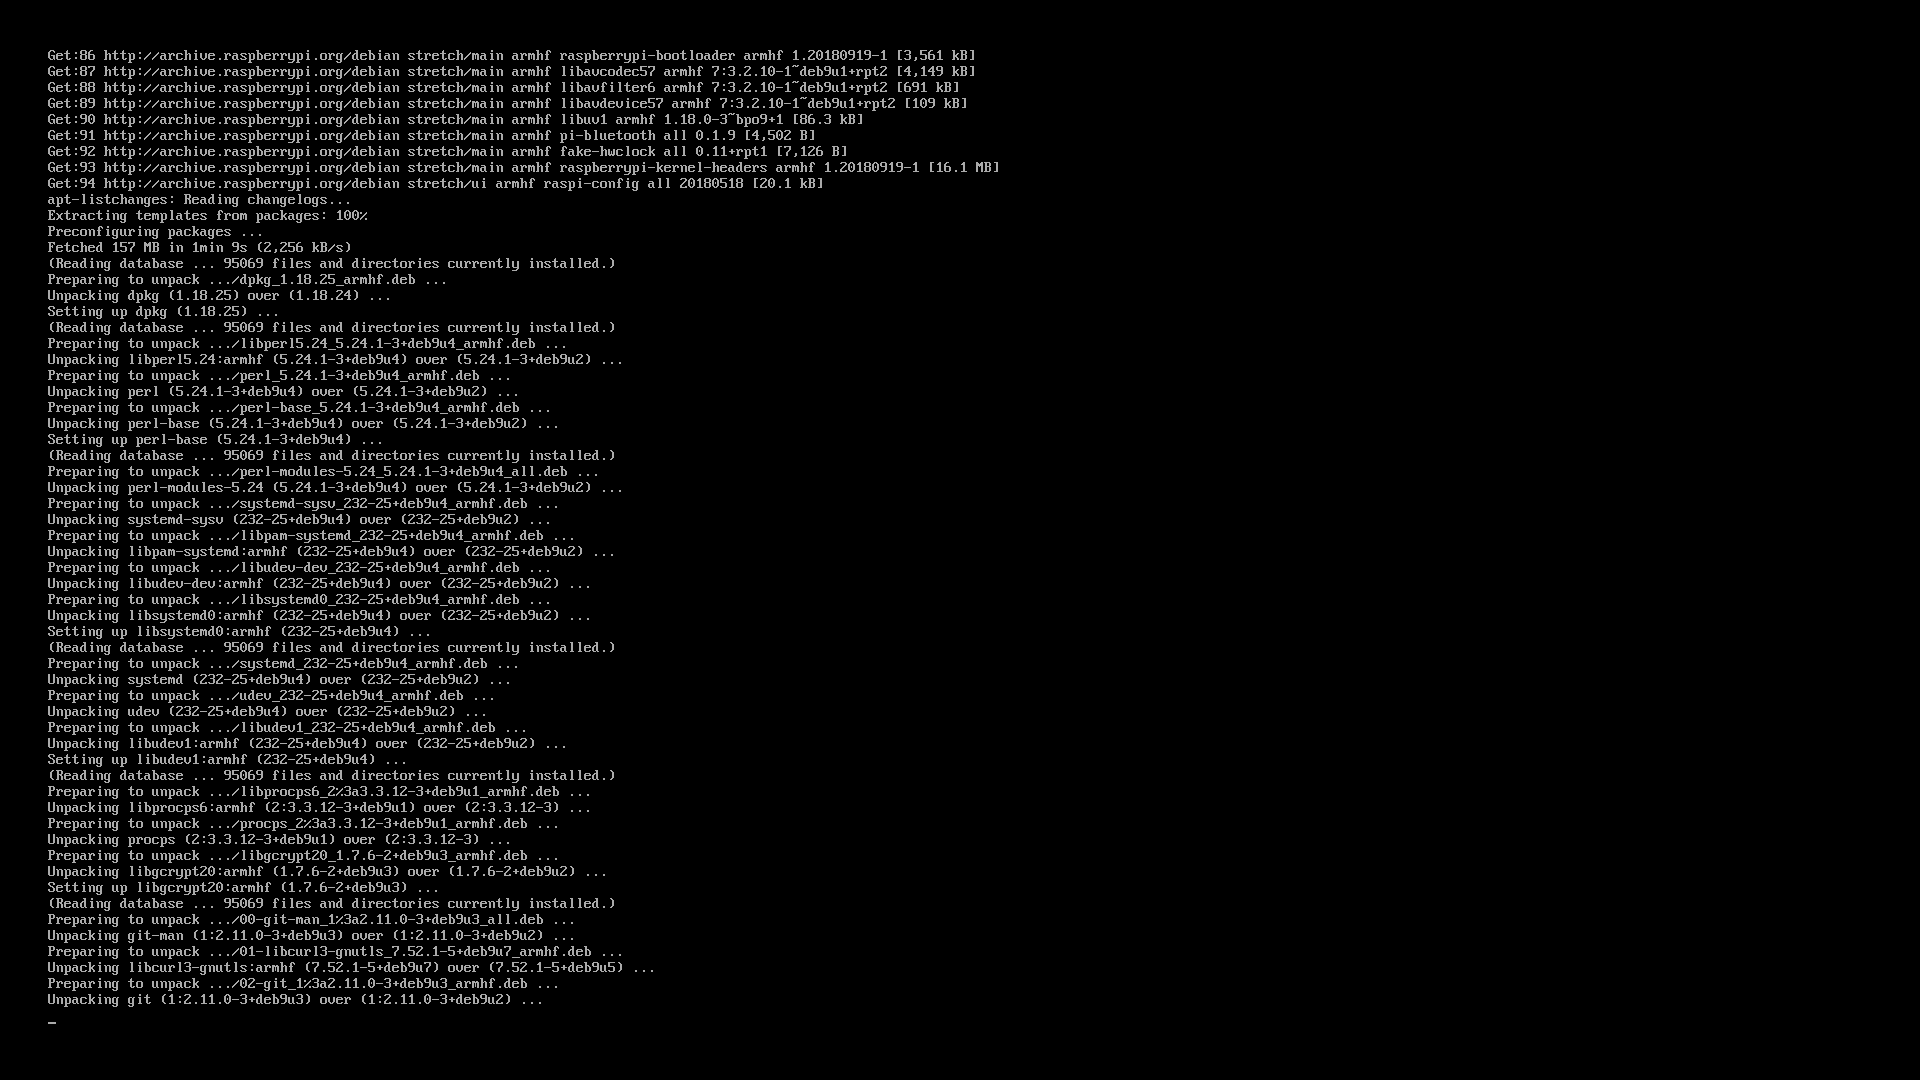 Get:86 http://archive.raspberrypi.org/debian stretch/main armhf raspberrypi-bootloader armhf 1.20180919-1 [3,561 kB]
Get:87 http://archive.raspberrypi.org/debian stretch/main armhf libavcodec57 armhf 7:3.2.10-1~deb9u1+rpt2 [4,149 kB]
Get:88 http://archive.raspberrypi.org/debian stretch/main armhf libavfilter6 armhf 7:3.2.10-1~deb9u1+rpt2 [691 kB]
Get:89 http://archive.raspberrypi.org/debian stretch/main armhf libavdevice57 armhf 7:3.2.10-1~deb9u1+rpt2 [109 kB]
Get:90 http://archive.raspberrypi.org/debian stretch/main armhf libuv1 armhf 1.18.0-3~bpo9+1 [86.3 kB]
Get:91 http://archive.raspberrypi.org/debian stretch/main armhf pi-bluetooth all 0.1.9 [4,502 B]
Get:92 http://archive.raspberrypi.org/debian stretch/main armhf fake-hwclock all 0.11+rpt1 [7,126 B]
Get:93 http://archive.raspberrypi.org/debian stretch/main armhf raspberrypi-kernel-headers armhf 1.20180919-1 [16.1 MB]
Get:94 http://archive.raspberrypi.org/debian stretch/ui armhf raspi-config all 20180518 [20.1 kB]
apt-listchanges: Reading changelogs...
Extracting templates from packages: 100%
Preconfiguring packages ...
Fetched 157 MB in 1min 9s (2,256 kB/s)
(Reading database ... 95069 files and directories currently installed.)
Preparing to unpack .../dpkg_1.18.25_armhf.deb ...
Unpacking dpkg (1.18.25) over (1.18.24) ...
Setting up dpkg (1.18.25) ...
(Reading database ... 95069 files and directories currently installed.)
Preparing to unpack .../libperl5.24_5.24.1-3+deb9u4_armhf.deb ...
Unpacking libperl5.24:armhf (5.24.1-3+deb9u4) over (5.24.1-3+deb9u2) ...
Preparing to unpack .../perl_5.24.1-3+deb9u4_armhf.deb ...
Unpacking perl (5.24.1-3+deb9u4) over (5.24.1-3+deb9u2) ...
Preparing to unpack .../perl-base_5.24.1-3+deb9u4_armhf.deb ...
Unpacking perl-base (5.24.1-3+deb9u4) over (5.24.1-3+deb9u2) ...
Setting up perl-base (5.24.1-3+deb9u4) ...
(Reading database ... 95069 files and directories currently installed.)
Preparing to unpack .../perl-modules-5.24_5.24.1-3+deb9u4_all.deb ...
Unpacking perl-modules-5.24 (5.24.1-3+deb9u4) over (5.24.1-3+deb9u2) ...
Preparing to unpack .../systemd-sysv_232-25+deb9u4_armhf.deb ...
Unpacking systemd-sysv (232-25+deb9u4) over (232-25+deb9u2) ...
Preparing to unpack .../libpam-systemd_232-25+deb9u4_armhf.deb ...
Unpacking libpam-systemd:armhf (232-25+deb9u4) over (232-25+deb9u2) ...
Preparing to unpack .../libudev-dev_232-25+deb9u4_armhf.deb ...
Unpacking libudev-dev:armhf (232-25+deb9u4) over (232-25+deb9u2) ...
Preparing to unpack .../libsystemd0_232-25+deb9u4_armhf.deb ...
Unpacking libsystemd0:armhf (232-25+deb9u4) over (232-25+deb9u2) ...
Setting up libsystemd0:armhf (232-25+deb9u4) ...
(Reading database ... 95069 files and directories currently installed.)
Preparing to unpack .../systemd_232-25+deb9u4_armhf.deb ...
Unpacking systemd (232-25+deb9u4) over (232-25+deb9u2) ...
Preparing to unpack .../udev_232-25+deb9u4_armhf.deb ...
Unpacking udev (232-25+deb9u4) over (232-25+deb9u2) ...
Preparing to unpack .../libudev1_232-25+deb9u4_armhf.deb ...
Unpacking libudev1:armhf (232-25+deb9u4) over (232-25+deb9u2) ...
Setting up libudev1:armhf (232-25+deb9u4) ...
(Reading database ... 95069 files and directories currently installed.)
Preparing to unpack .../libprocps6_2%3a3.3.12-3+deb9u1_armhf.deb ...
Unpacking libprocps6:armhf (2:3.3.12-3+deb9u1) over (2:3.3.12-3) ...
Preparing to unpack .../procps_2%3a3.3.12-3+deb9u1_armhf.deb ...
Unpacking procps (2:3.3.12-3+deb9u1) over (2:3.3.12-3) ...
Preparing to unpack .../libgcrypt20_1.7.6-2+deb9u3_armhf.deb ...
Unpacking libgcrypt20:armhf (1.7.6-2+deb9u3) over (1.7.6-2+deb9u2) ...
Setting up libgcrypt20:armhf (1.7.6-2+deb9u3) ...
(Reading database ... 95069 files and directories currently installed.)
Preparing to unpack .../00-git-man_1%3a2.11.0-3+deb9u3_all.deb ...
Unpacking git-man (1:2.11.0-3+deb9u3) over (1:2.11.0-3+deb9u2) ...
Preparing to unpack .../01-libcurl3-gnutls_7.52.1-5+deb9u7_armhf.deb ...
Unpacking libcurl3-gnutls:armhf (7.52.1-5+deb9u7) over (7.52.1-5+deb9u5) ...
Preparing to unpack .../02-git_1%3a2.11.0-3+deb9u3_armhf.deb ...
Unpacking git (1:2.11.0-3+deb9u3) over (1:2.11.0-3+deb9u2) ...
_